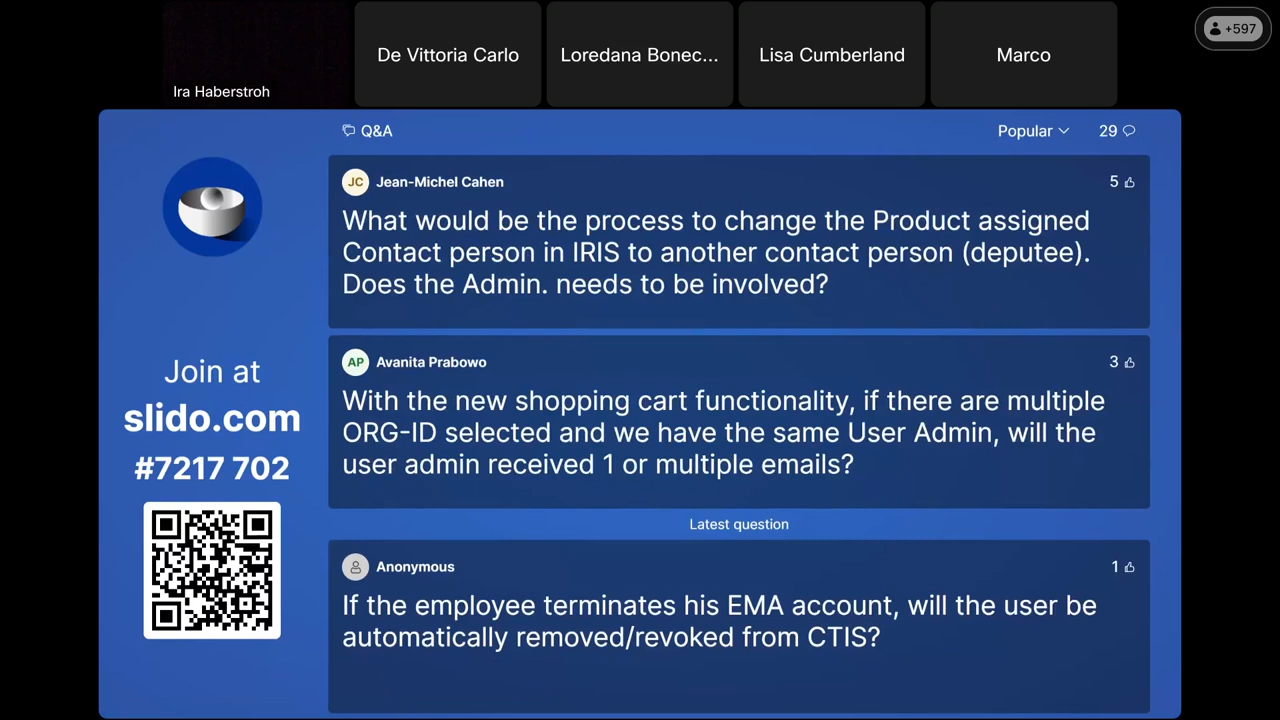 +597
De Vittoria Carlo
Loredana Bonec...
Lisa Cumberland
Marco
Ira Haberstroh
Q&A
Popular
29
JC
Jean-Michel Cahen
5
What would be the process to change the Product assigned
Contact person in IRIS to another contact person (deputee).
Does the Admin. needs to be involved?
AP
Avanita Prabowo
3
With the new shopping cart functionality, if there are multiple
ORG-ID selected and we have the same User Admin, will the
user admin received 1 or multiple emails?
Latest question
Anonymous
1
If the employee terminates his EMA account, will the user be
automatically removed/revoked from CTIS?
Join at
slido.com
#7217 702